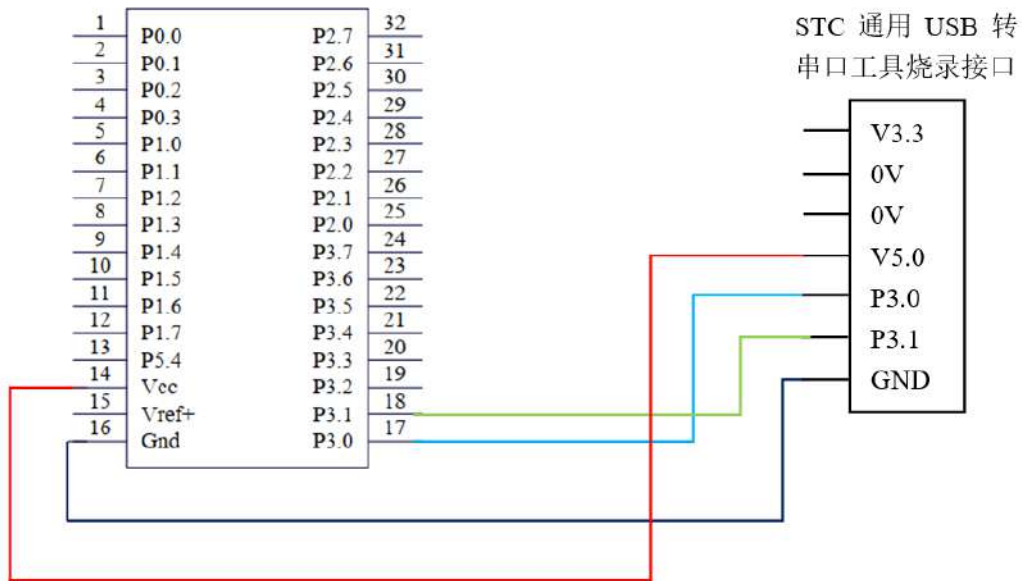 STC 通用 USB 转
串口工具烧录接口
1 P0.0 P2.7 32
2 P0.1 P2.6 31
3 P0.2 P2.5 30
4 P0.3 P2.4 29
5 P1.0 P2.3 28
6 P1.1 P2.2 27
7 P1.2 P2.1 26
8 P1.3 P2.0 25
9 P1.4 P3.7 24
10 P1.5 P3.6 23
11 P1.6 P3.5 22
12 P1.7 P3.4 21
13 P5.4 P3.3 20
14 Vcc P3.2 19
15 Vref+ P3.1 18
16 Gnd P3.0 17
V3.3
0V
0V
V5.0
P3.0
P3.1
GND